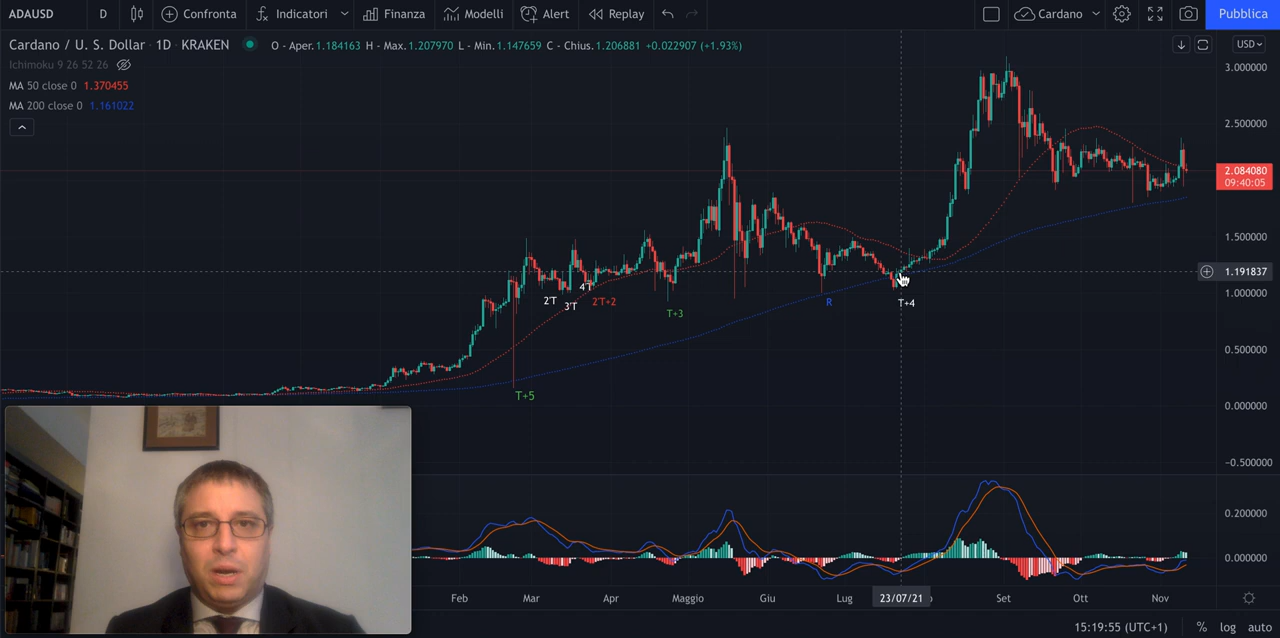 ADAUSD D Confronta Indicatori Finanza Modelli Alert Replay Cardano Pubblica
Cardano / U. S. Dollar · 1D · KRAKEN O - Aper.1.184163 H - Max.1.207970 L - Min.1.147659 C - Chius.1.206881 +0.022907 (+1.93%) USD
Ichimoku 9 26 52 26
MA 50 close 0 1.370455
MA 200 close 0 1.161022
3.000000
2.500000
2.084080
09:40:05
1.500000
1.191837
1.000000
0.500000
0.000000
−0.500000
0.200000
0.000000
2'T
3'T
4'T
2'T+2
T+3
R
T+4
T+5
Feb Mar Apr Maggio Giu Lug 23/07/21 Set Ott Nov
15:19:55 (UTC+1) % log auto